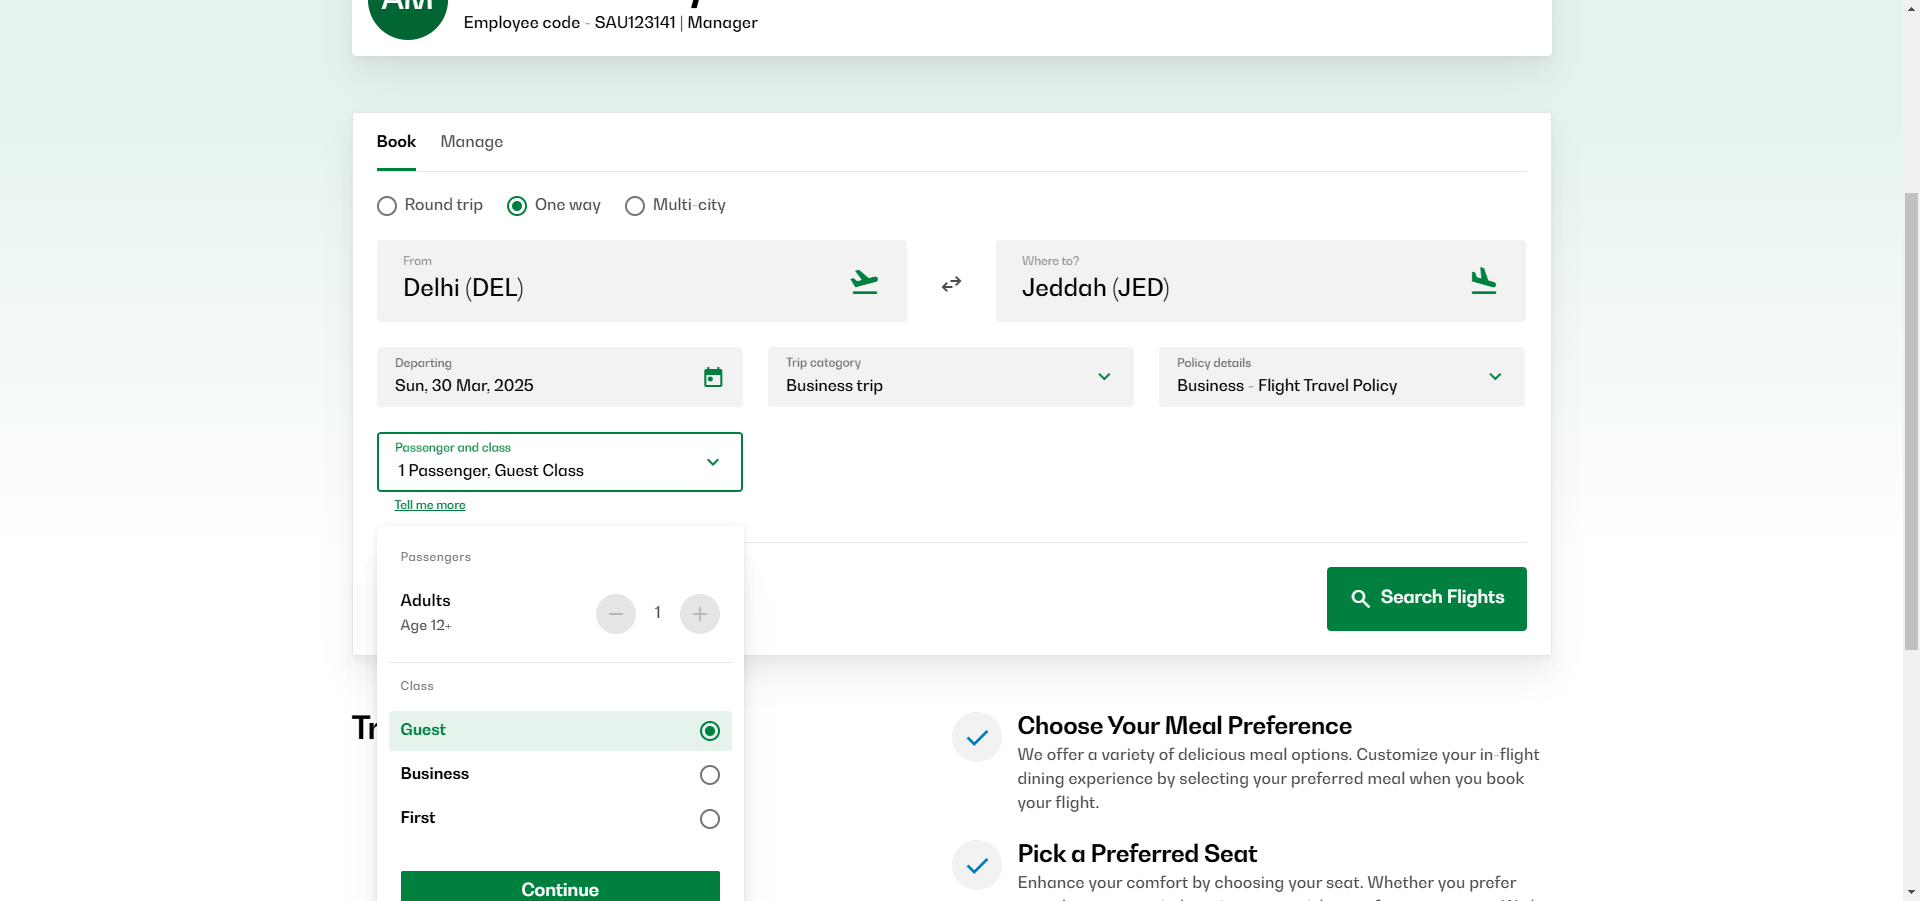 AM
Employee code - SAU123141 | Manager
Book
Manage
Round trip
One way
Multi-city
From
Delhi (DEL)
Where to?
Jeddah (JED)
Departing
Sun, 30 Mar, 2025
Trip category
Business trip
Policy details
Business - Flight Travel Policy
Passenger and class
1 Passenger, Guest Class
Tell me more
Passengers
Adults
1
Age 12+
Search Flights
Class
Guest
Business
First
Continue
Tr
Choose Your Meal Preference
We offer a variety of delicious meal options. Customize your in-flight
dining experience by selecting your preferred meal when you book
your flight.
Pick a Preferred Seat
Enhance your comfort by choosing your seat. Whether you prefer